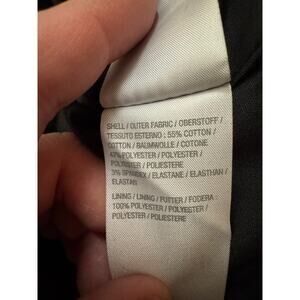 SHELL / OUTER FABRIC / OBERSTOFF /
TESSUTO ESTERNO : 55% COTTON /
COTTON / BAUMWOLLE / COTONE
42% POLYESTER / POLYESTER /
POLYESTER / POLIESTERE
3% SPANDEX / ELASTANE / ELASTHAN /
ELASTAN
LINING / LINING / FUTTER / FODERA :
100% POLYESTER / POLYESTER /
POLYESTER / POLIESTERE